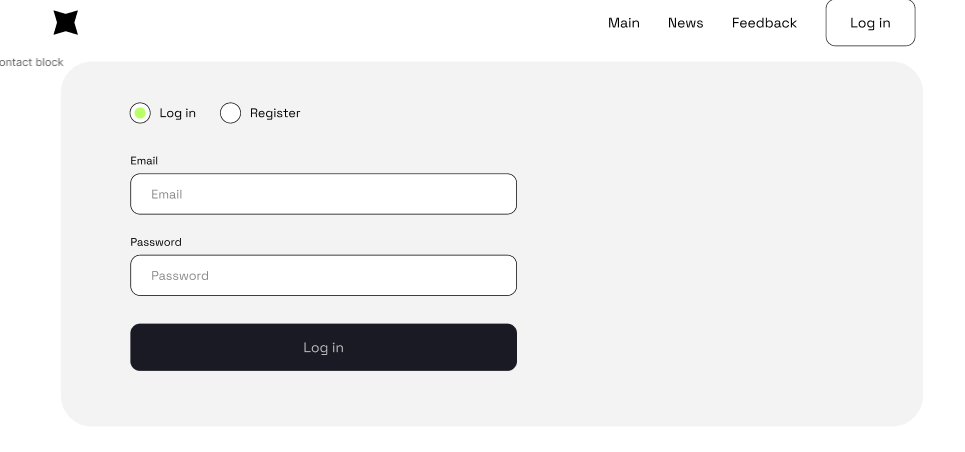 Main News Feedback Log in
ontact block
Log in Register
Email
Email
Password
Password
Log in